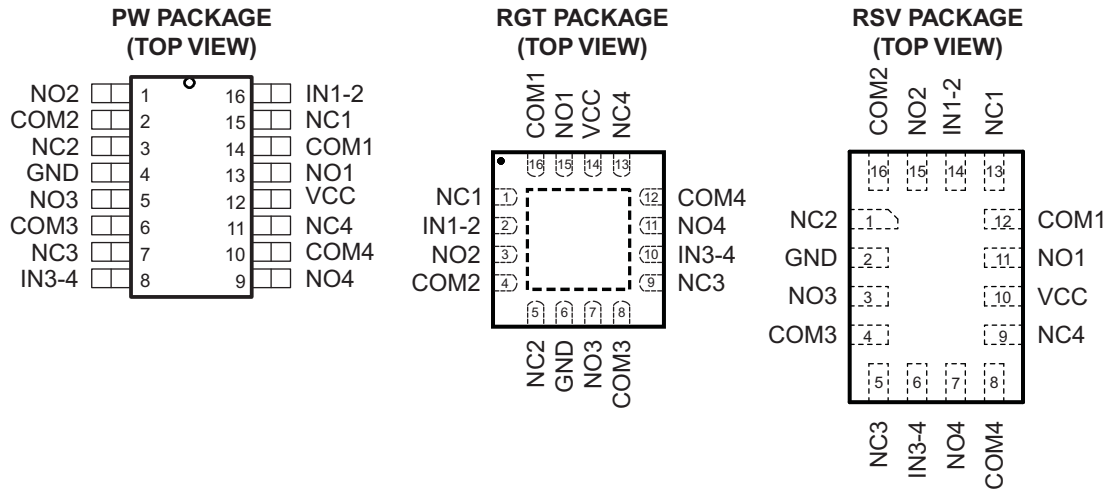 PW PACKAGE
(TOP VIEW)
NO2 1 16 IN1-2
COM2 2 15 NC1
NC2 3 14 COM1
GND 4 13 NO1
NO3 5 12 VCC
COM3 6 11 NC4
NC3 7 10 COM4
IN3-4 8 9 NO4
RGT PACKAGE
(TOP VIEW)
COM1 NO1 VCC NC4
16 15 14 13
NC1 1 12 COM4
IN1-2 2 11 NO4
NO2 3 10 IN3-4
COM2 4 9 NC3
5 6 7 8
NC2 GND NO3 COM3
RSV PACKAGE
(TOP VIEW)
COM2 NO2 IN1-2 NC1
16 15 14 13
NC2 1 12 COM1
GND 2 11 NO1
NO3 3 10 VCC
COM3 4 9 NC4
5 6 7 8
NC3 IN3-4 NO4 COM4